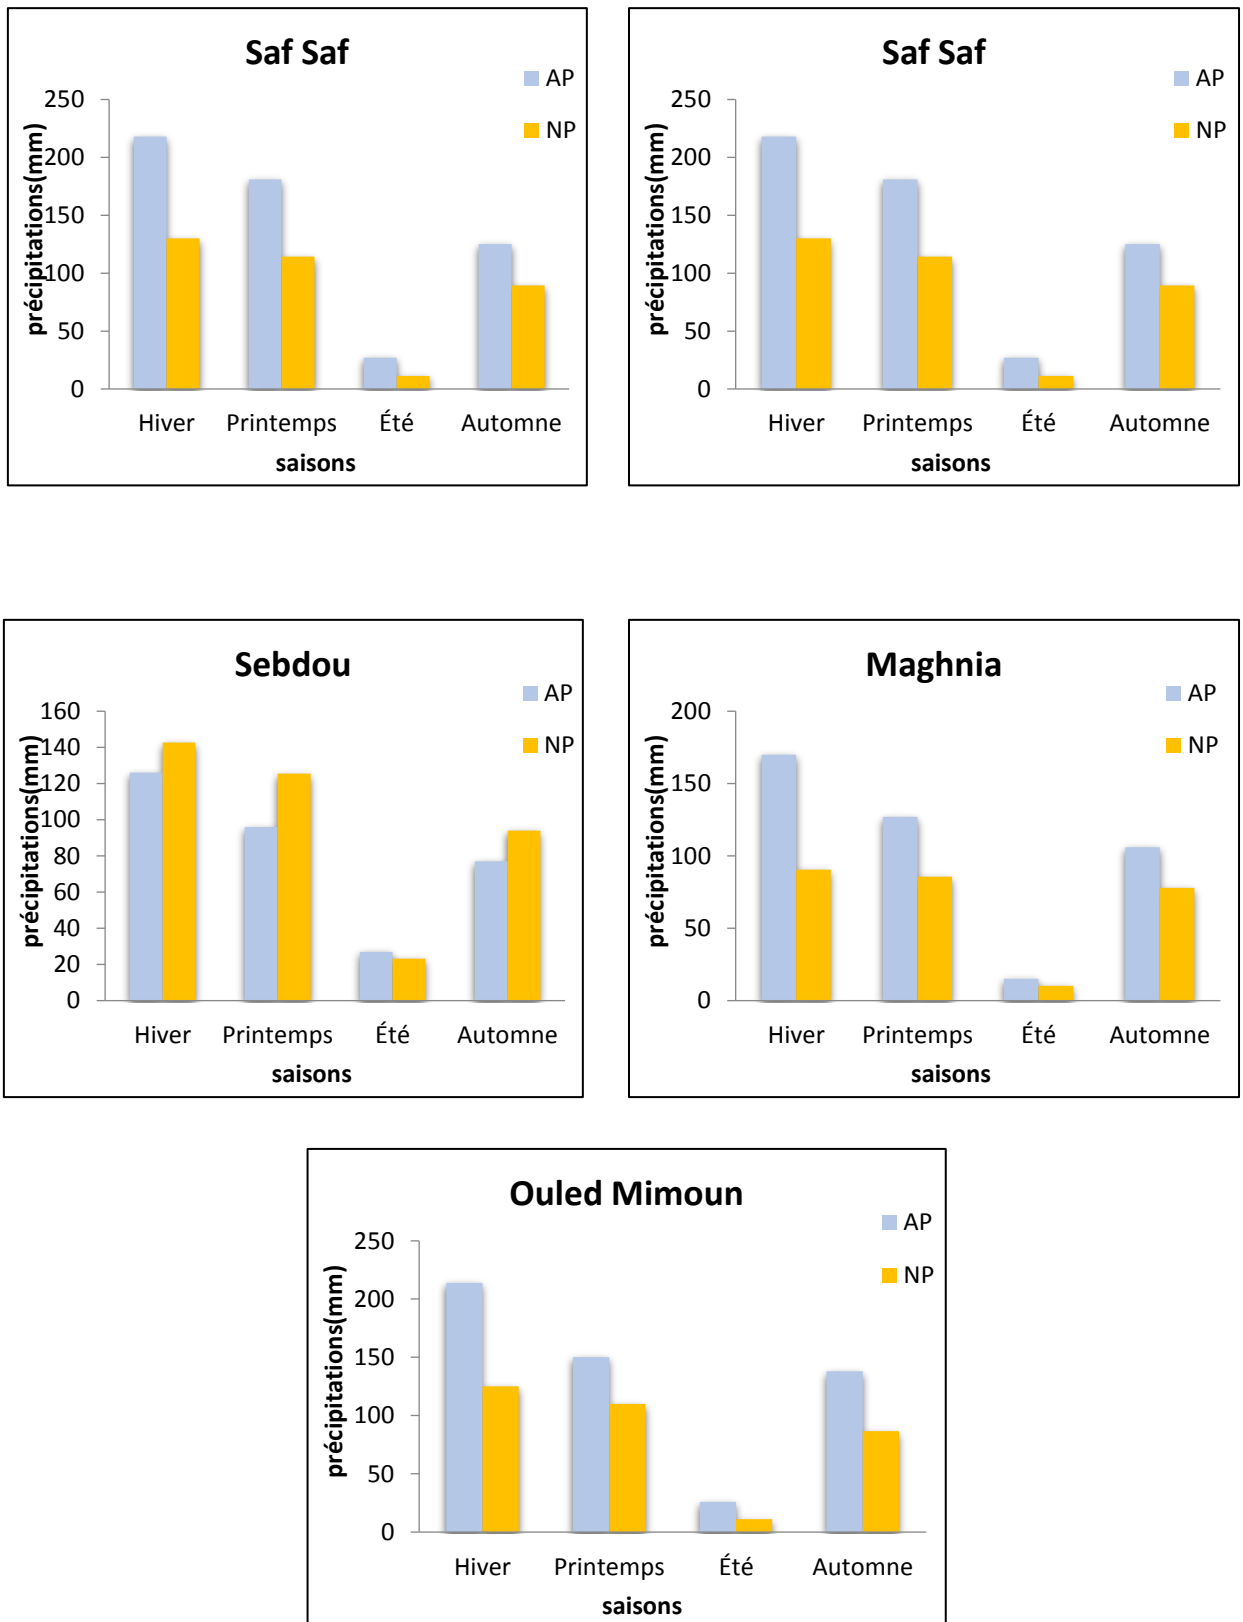 Saf Saf
AP
NP
250
200
150
100
50
0
précipitations(mm)
Hiver Printemps Été Automne
saisons
Saf Saf
AP
NP
250
200
150
100
50
0
précipitations(mm)
Hiver Printemps Été Automne
saisons
Sebdou
AP
NP
160
140
120
100
80
60
40
20
0
précipitations(mm)
Hiver Printemps Été Automne
saisons
Maghnia
AP
NP
200
150
100
50
0
précipitations(mm)
Hiver Printemps Été Automne
saisons
Ouled Mimoun
AP
NP
250
200
150
100
50
0
précipitations(mm)
Hiver Printemps Été Automne
saisons